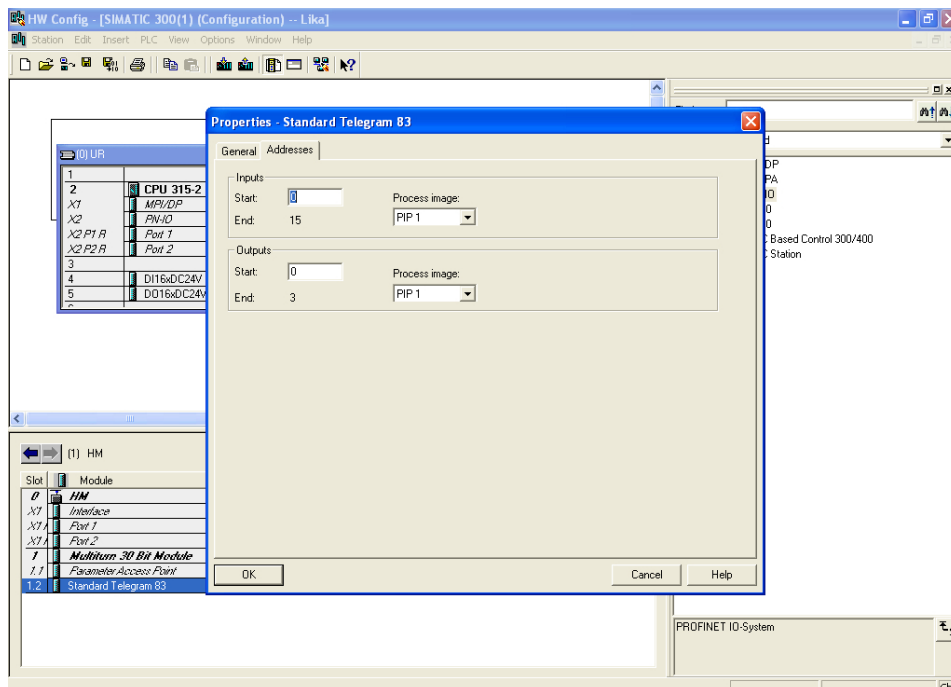 HW Config - [SIMATIC 300(1) (Configuration) -- Lika]
Station Edit Insert PLC View Options Window Help
(0) UR
1
2 CPU 315-2
X1 MPI/DP
X2 PN-IO
X2 P1 R Port 1
X2 P2 R Port 2
3
4 DI16xDC24V
5 DO16xDC24V
Properties - Standard Telegram 83
General Addresses
Inputs
Start: 0 Process image:
End: 15 PIP 1
Outputs
Start: 0 Process image:
End: 3 PIP 1
OK Cancel Help
DP
PA
IO
0
0
Based Control 300/400
Station
(1) HM
Slot Module
0 HM
X1 Interface
X1 Port 1
X1 Port 2
1 Multiturn 30 Bit Module
1.1 Parameter Access Point
1.2 Standard Telegram 83
PROFINET IO-System
Ch